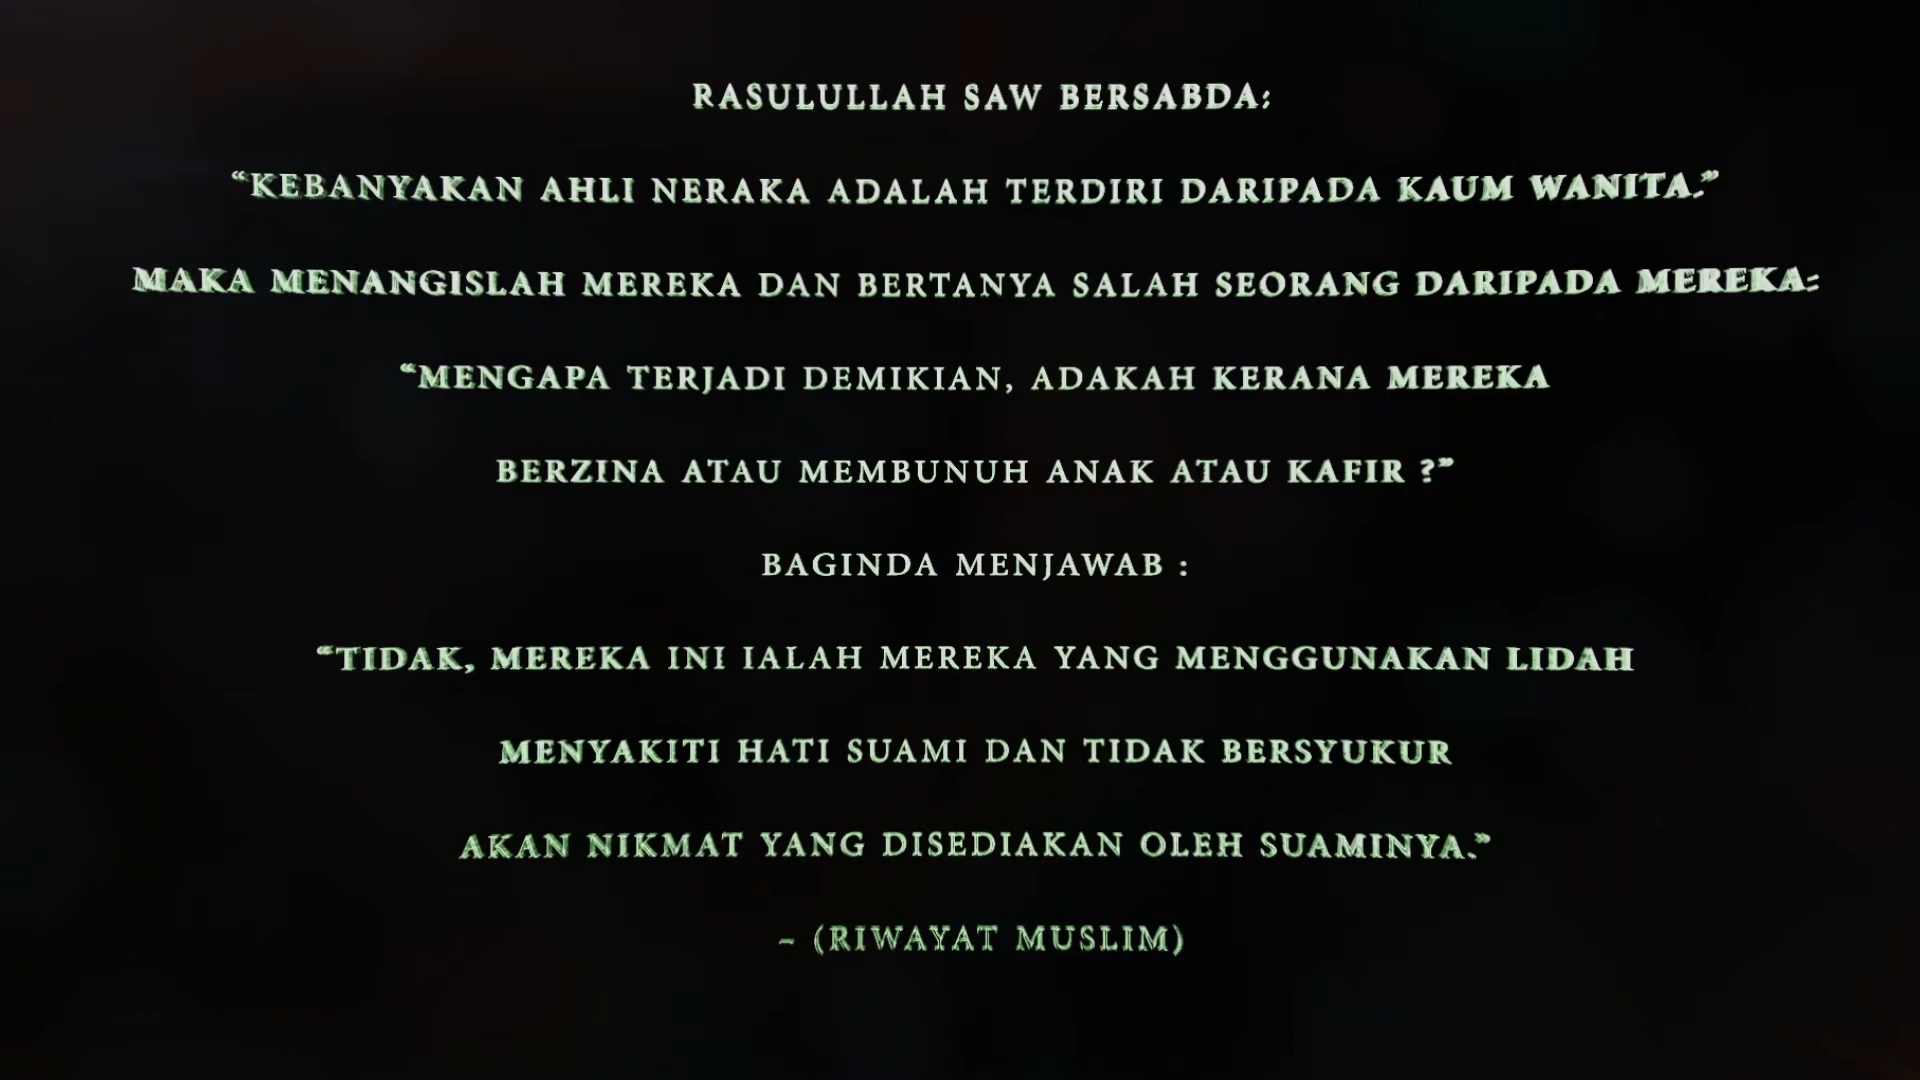 RASULULLAH SAW BERSABDA:
“KEBANYAKAN AHLI NERAKA ADALAH TERDIRI DARIPADA KAUM WANITA.”
MAKA MENANGISLAH MEREKA DAN BERTANYA SALAH SEORANG DARIPADA MEREKA:
“MENGAPA TERJADI DEMIKIAN, ADAKAH KERANA MEREKA
BERZINA ATAU MEMBUNUH ANAK ATAU KAFIR ?”
BAGINDA MENJAWAB :
“TIDAK, MEREKA INI IALAH MEREKA YANG MENGGUNAKAN LIDAH
MENYAKITI HATI SUAMI DAN TIDAK BERSYUKUR
AKAN NIKMAT YANG DISEDIAKAN OLEH SUAMINYA.”
– (RIWAYAT MUSLIM)